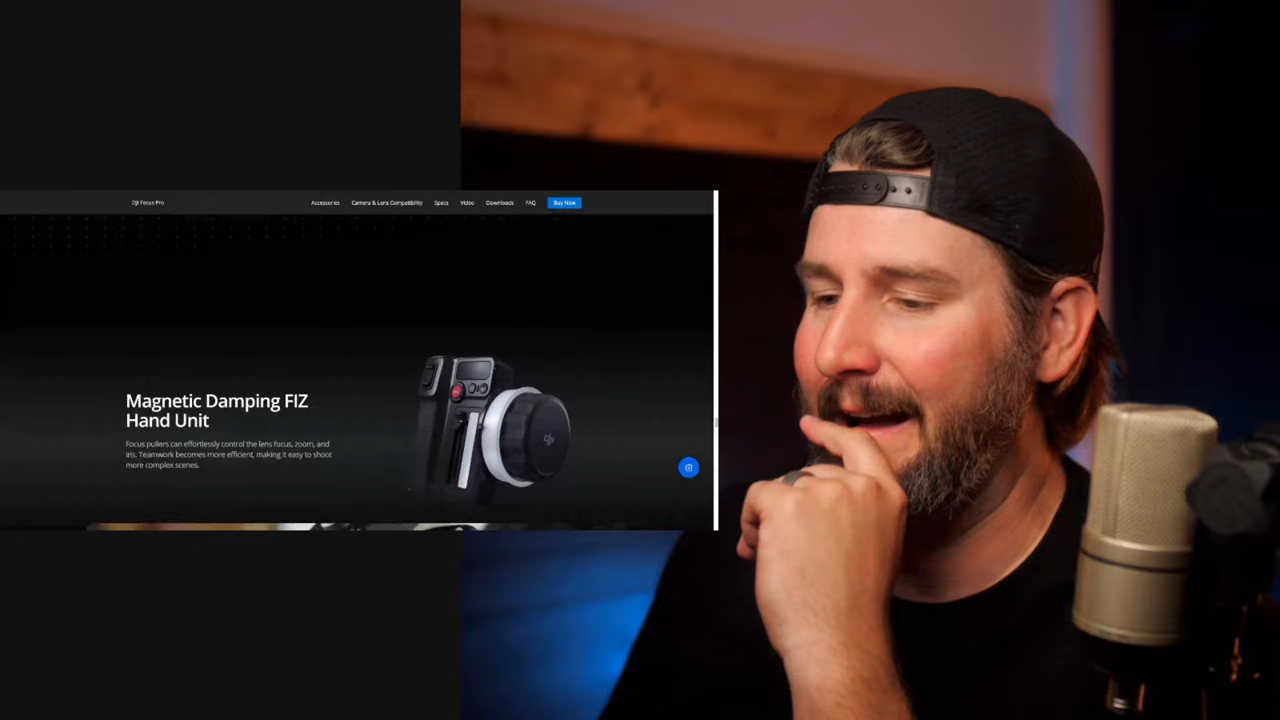 DJI Focus Pro
Accessories
Camera & Lens Compatibility
Specs
Video
Downloads
FAQ
Buy Now
Magnetic Damping FIZ
Hand Unit
Focus pullers can effortlessly control the lens focus, zoom, and
iris. Teamwork becomes more efficient, making it easy to shoot
more complex scenes.
dji